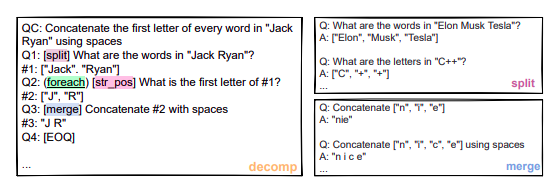 QC: Concatenate the first letter of every word in "Jack
Ryan" using spaces
Q1: [split] What are the words in "Jack Ryan"?
#1: ["Jack". "Ryan"]
Q2: (foreach) [str_pos] What is the first letter of #1?
#2: ["J", "R"]
Q3: [merge] Concatenate #2 with spaces
#3: "J R"
Q4: [EOQ]
...
decomp
Q: What are the words in "Elon Musk Tesla"?
A: ["Elon", "Musk", "Tesla"]
Q: What are the letters in "C++"?
A: ["C", "+", "+"]
...
split
Q: Concatenate ["n", "i", "e"]
A: "nie"
Q: Concatenate ["n", "i", "c", "e"] using spaces
A: "n i c e"
...
merge